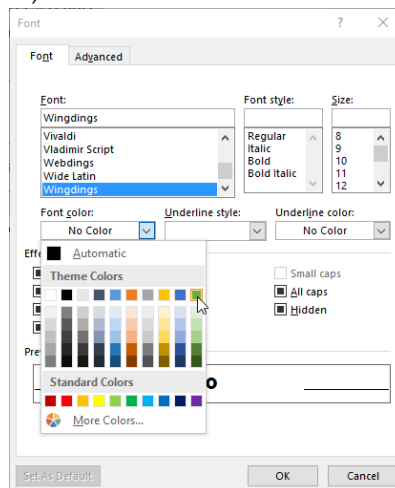 Font ? ×
Font Advanced
Font: Font style: Size:
Wingdings
Vivaldi Regular 8
Vladimir Script Italic 9
Webdings Bold 10
Wide Latin Bold Italic 11
Wingdings 12
Font color: Underline style: Underline color:
No Color No Color
Effe
Automatic
Theme Colors
Small caps
All caps
Hidden
Pre
Standard Colors
More Colors...
Set As Default OK Cancel